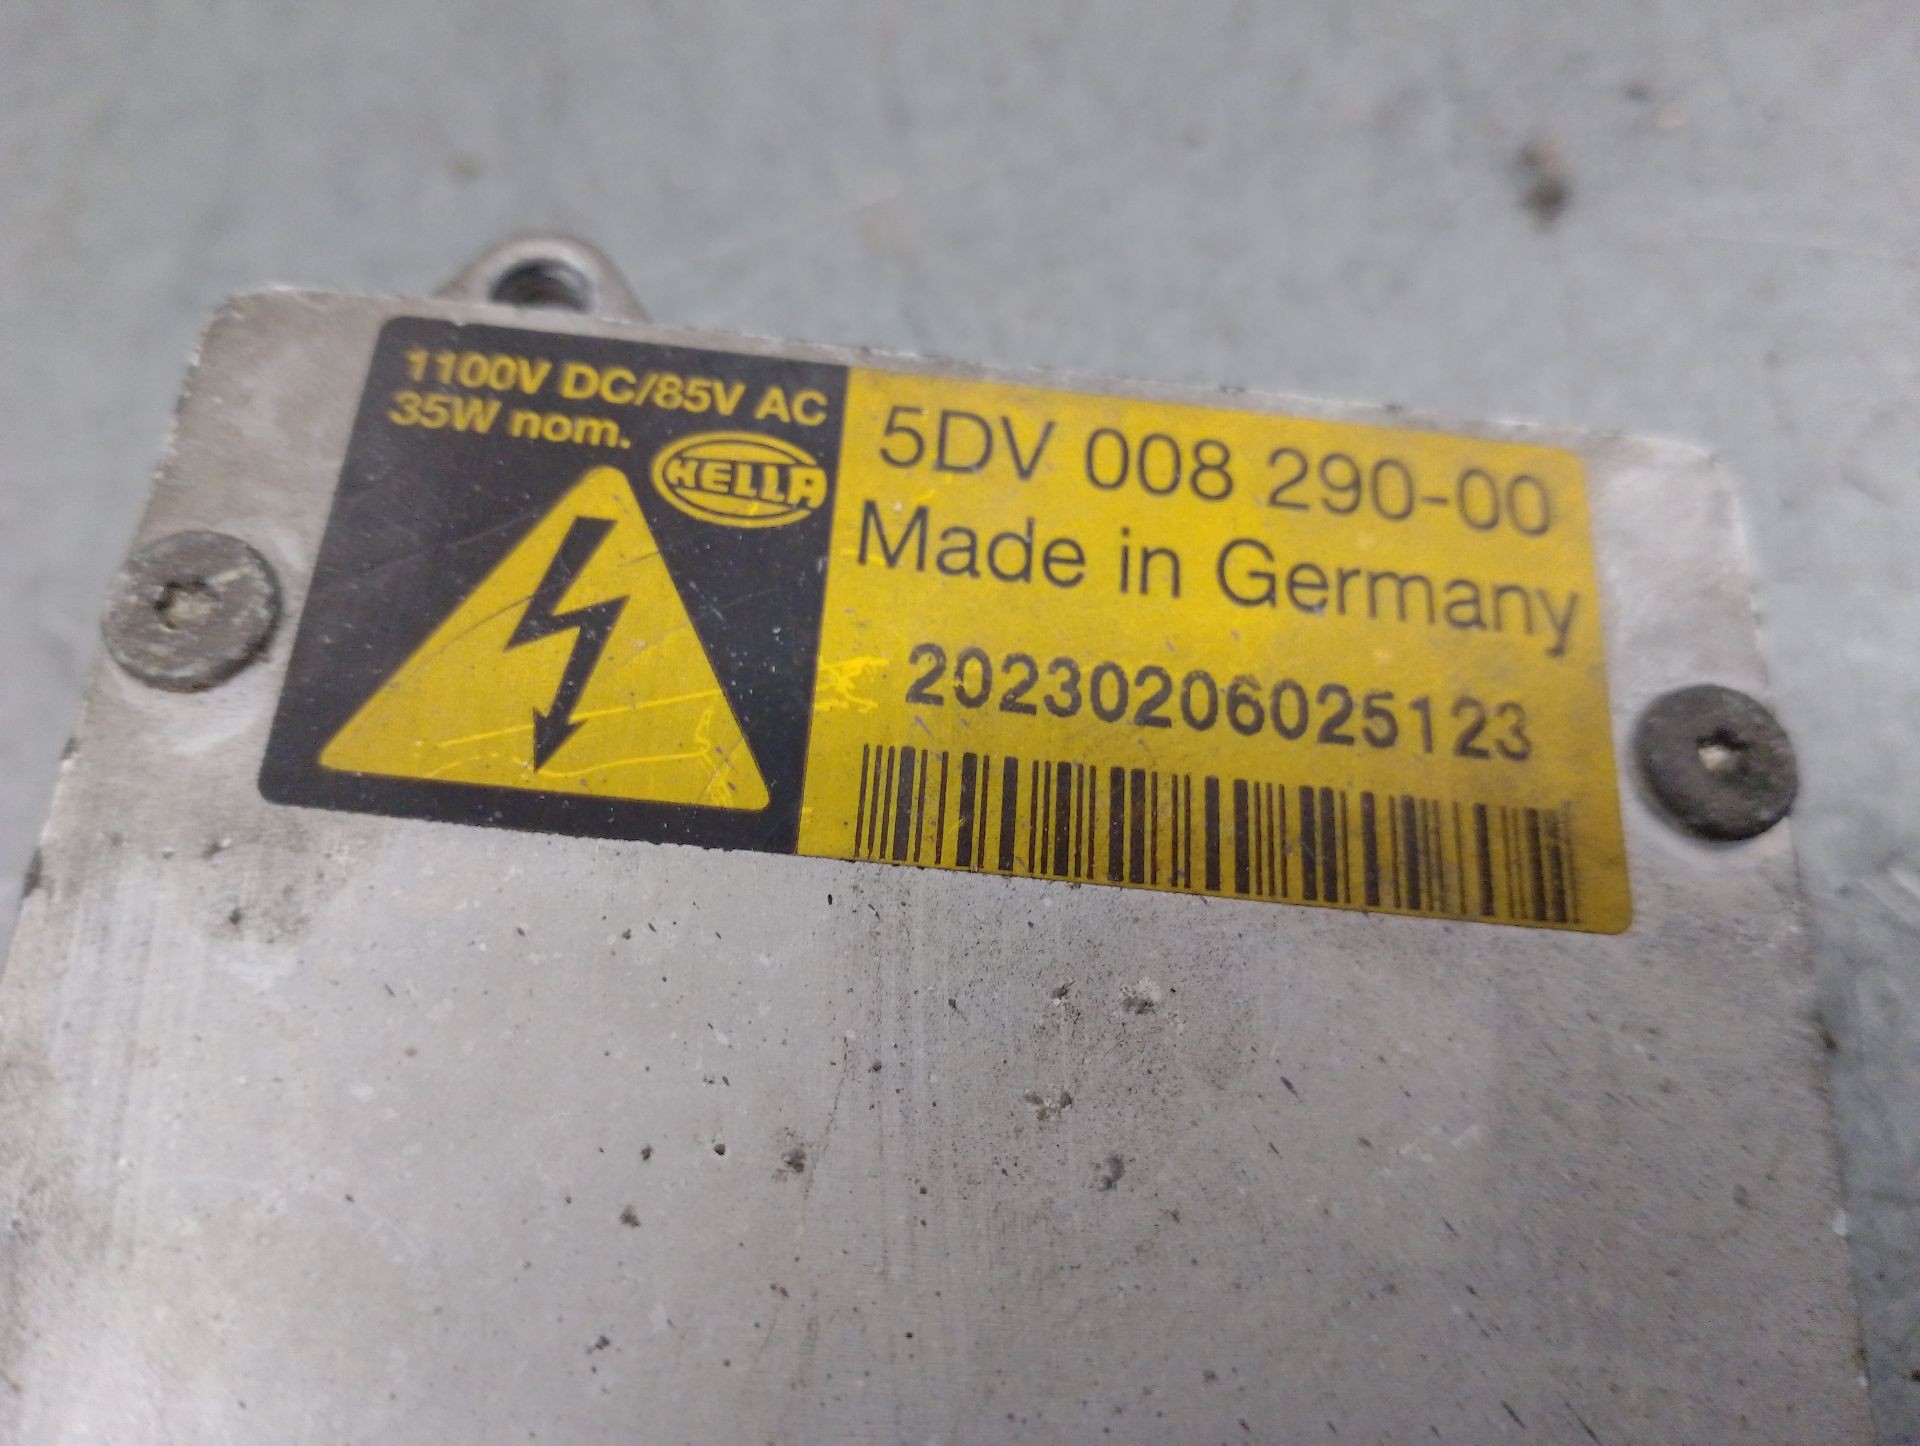 1100V DC/85V AC
35W nom.
HELLA
5DV 008 290-00
Made in Germany
20230206025123